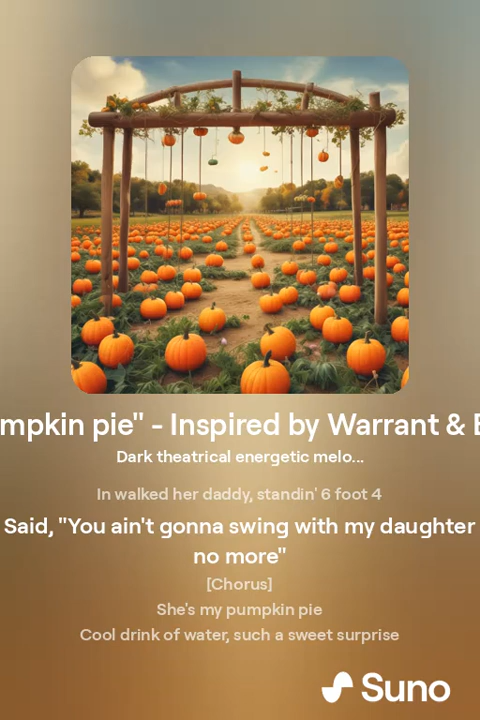 mpkin pie" - Inspired by Warrant & E
Dark theatrical energetic melo...
In walked her daddy, standin' 6 foot 4
Said, "You ain't gonna swing with my daughter
no more"
[Chorus]
She's my pumpkin pie
Cool drink of water, such a sweet surprise
Suno